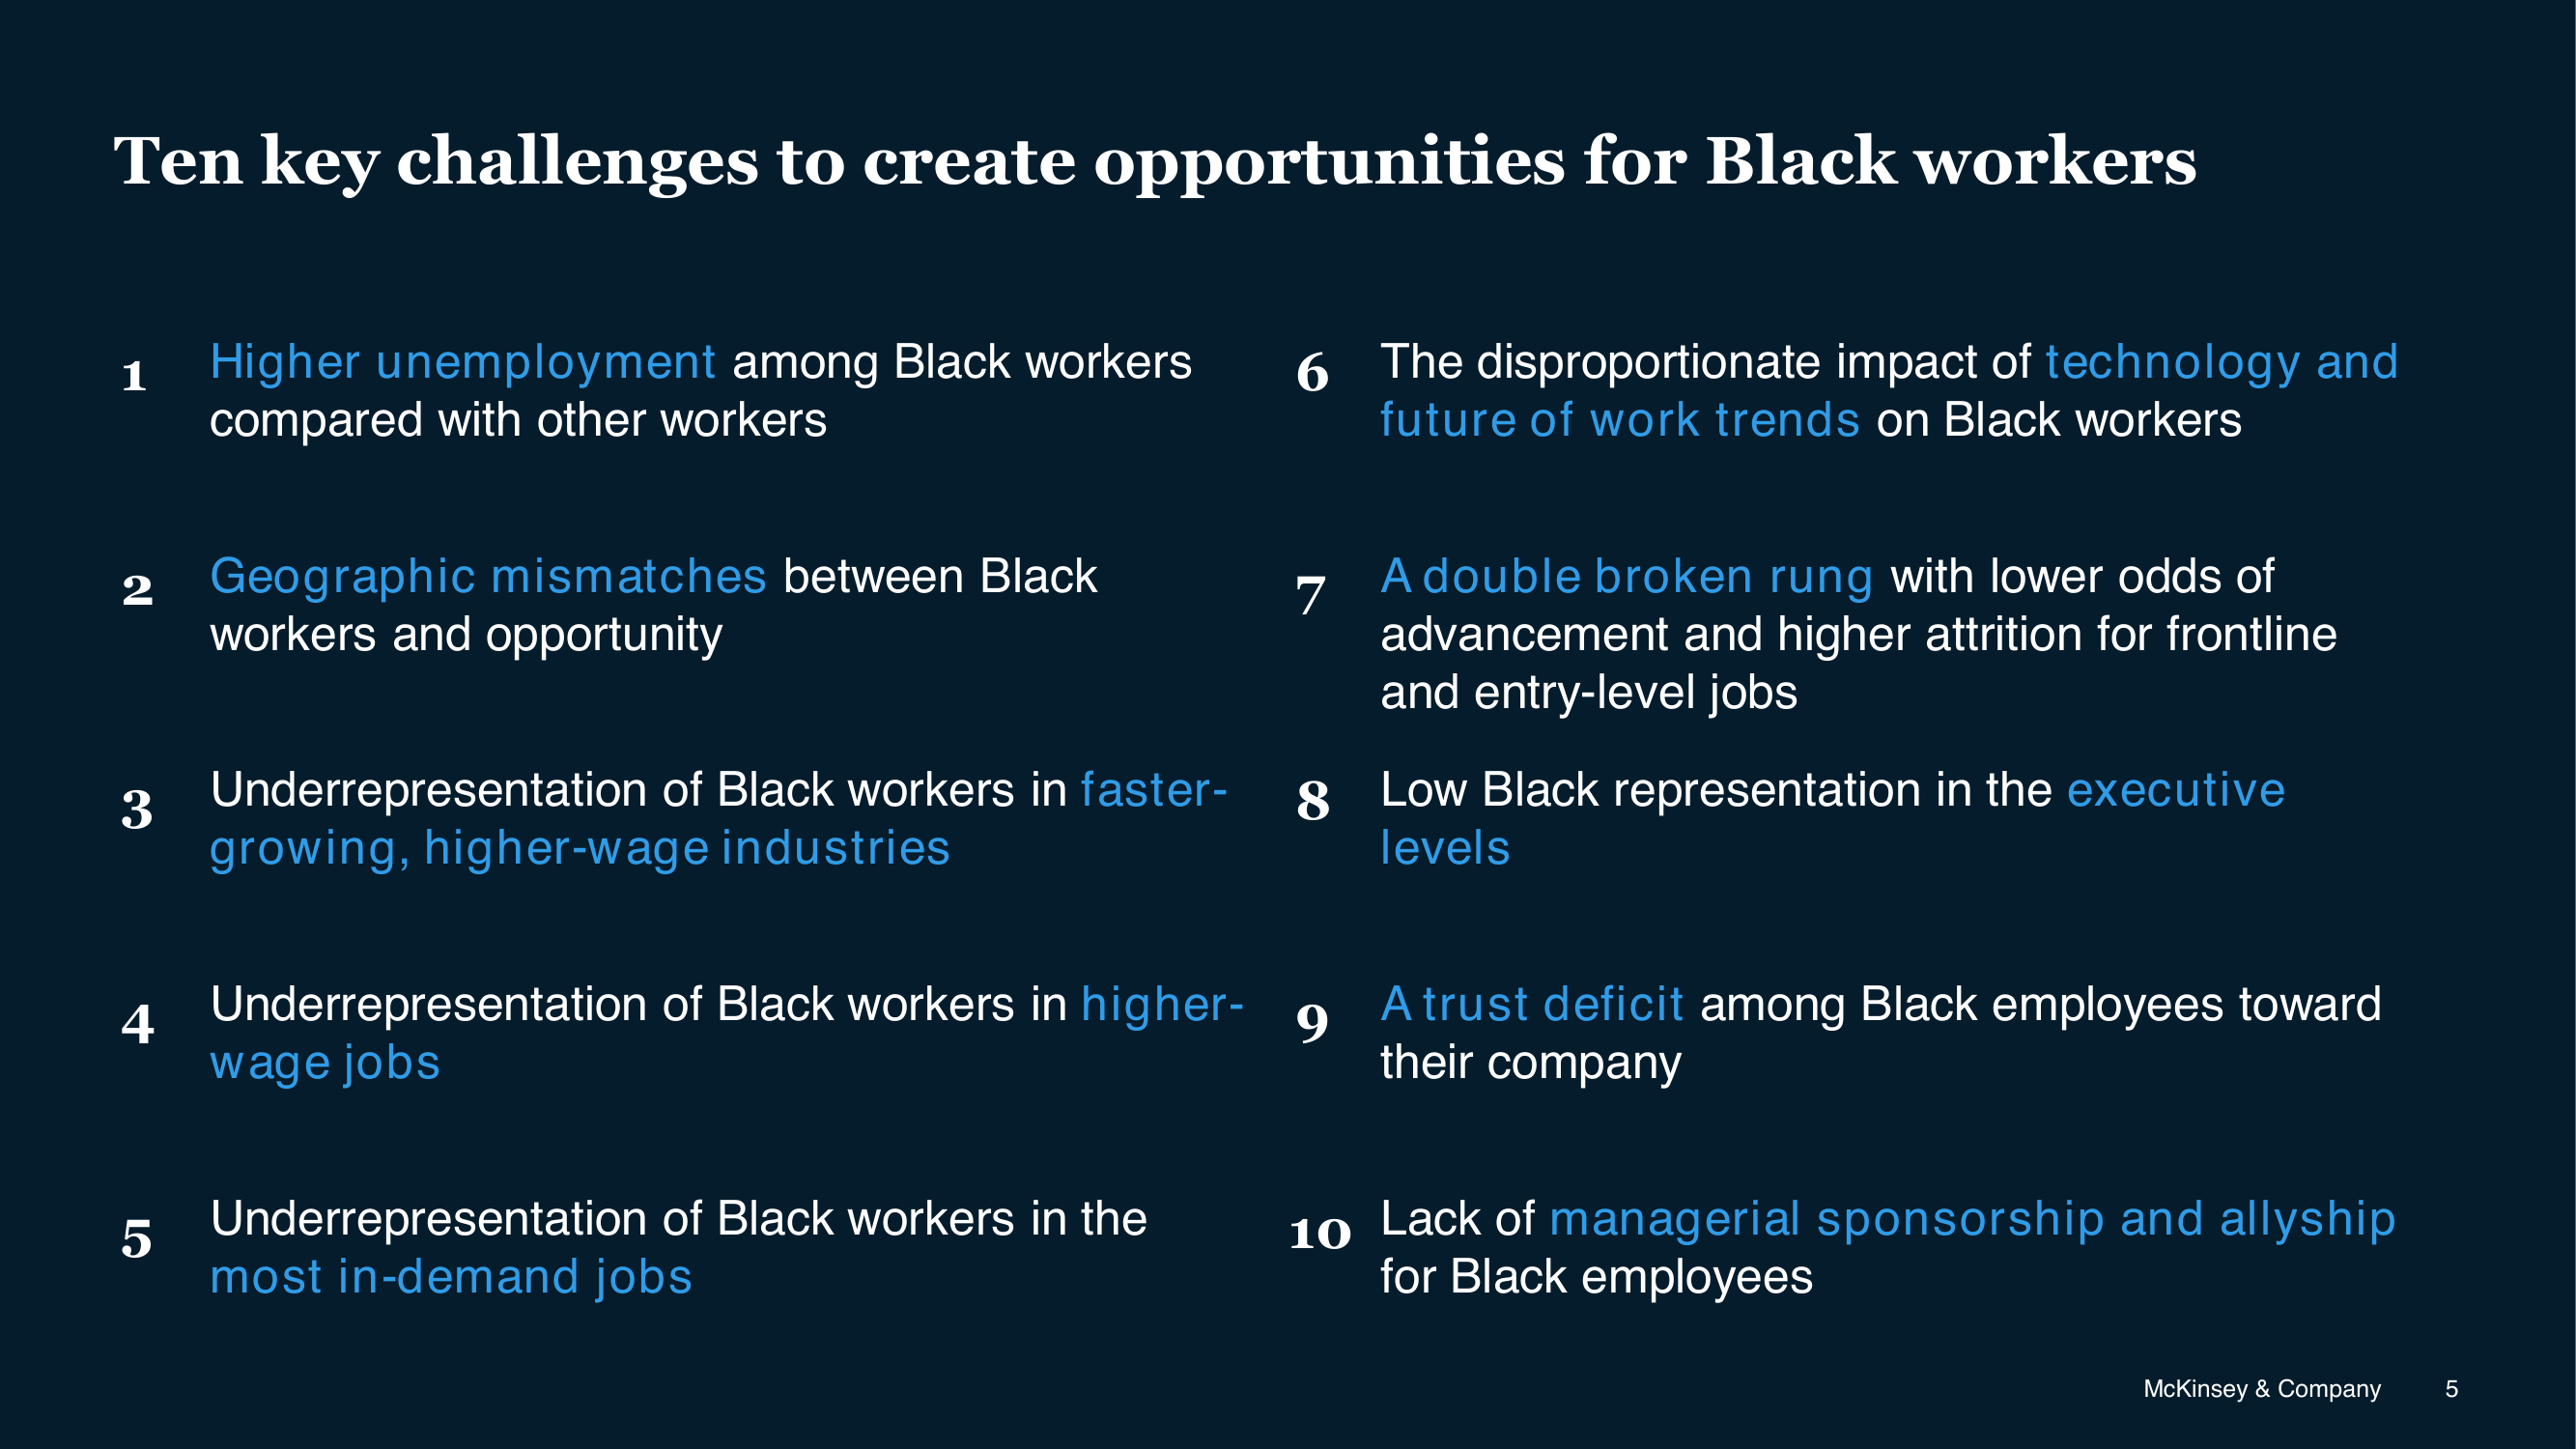 Ten key challenges to create opportunities for Black workers
1 Higher unemployment among Black workers
compared with other workers
2 Geographic mismatches between Black
workers and opportunity
3 Underrepresentation of Black workers in faster-
growing, higher-wage industries
4 Underrepresentation of Black workers in higher-
wage jobs
5 Underrepresentation of Black workers in the
most in-demand jobs
6 The disproportionate impact of technology and
future of work trends on Black workers
7 A double broken rung with lower odds of
advancement and higher attrition for frontline
and entry-level jobs
8 Low Black representation in the executive
levels
9 A trust deficit among Black employees toward
their company
10 Lack of managerial sponsorship and allyship
for Black employees
McKinsey & Company 5